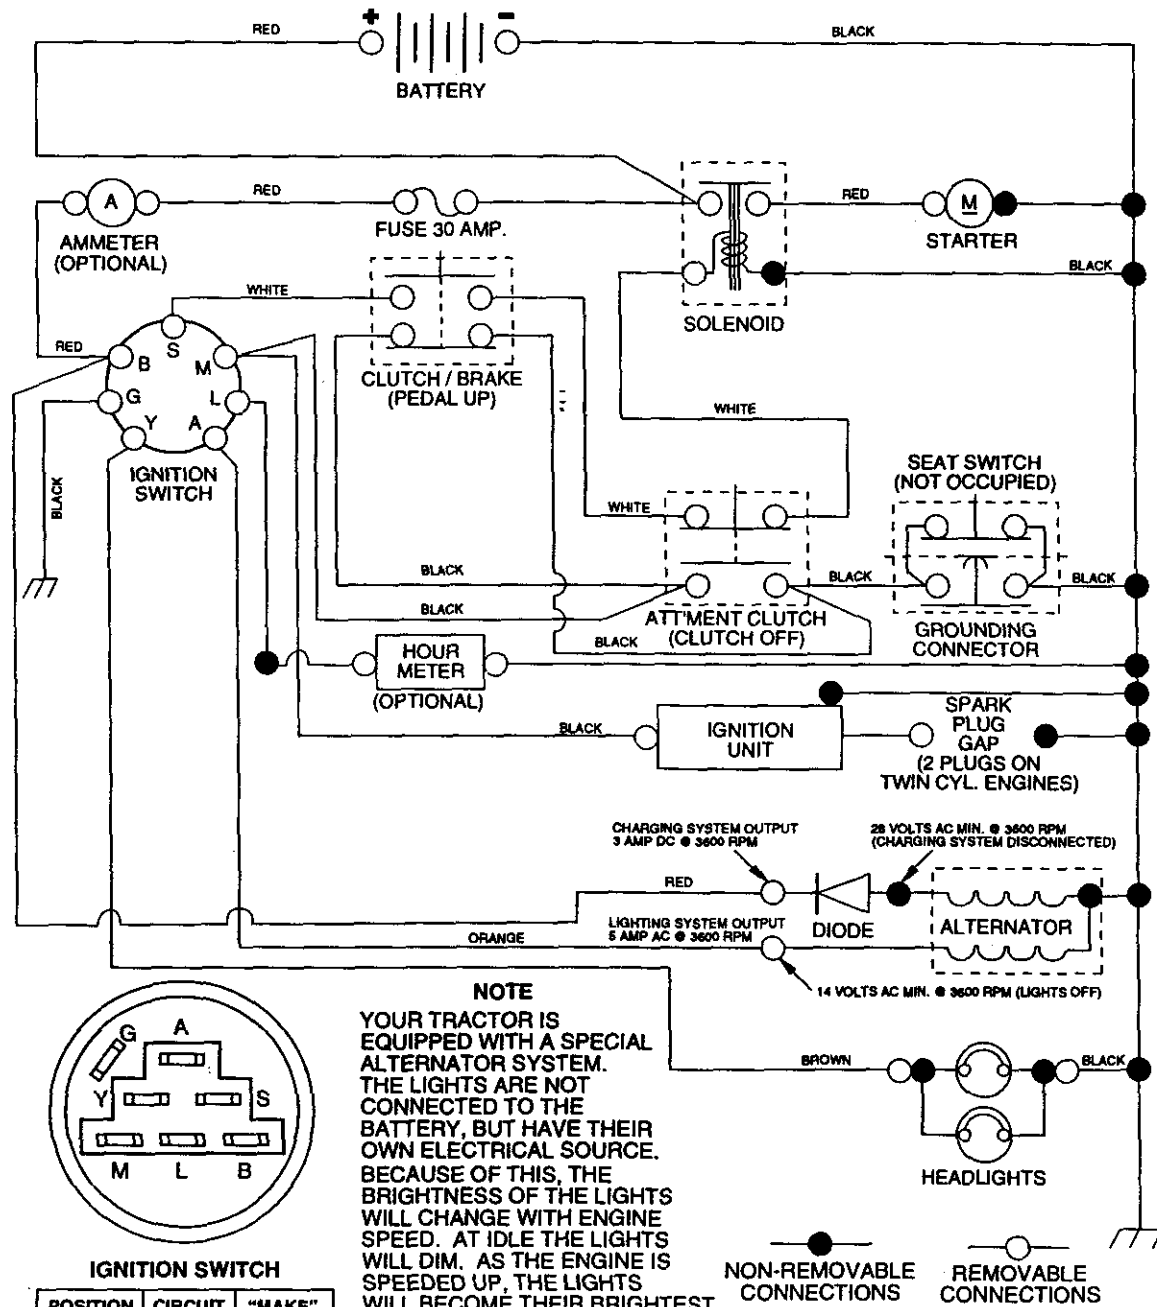 +
-
RED
BLACK
BATTERY
A
RED
RED
M
AMMETER
(OPTIONAL)
FUSE 30 AMP.
STARTER
BLACK
WHITE
SOLENOID
S
RED
B
M
CLUTCH / BRAKE
(PEDAL UP)
G
L
Y
A
WHITE
IGNITION
SWITCH
BLACK
SEAT SWITCH
(NOT OCCUPIED)
WHITE
BLACK
BLACK
BLACK
BLACK
ATT'MENT CLUTCH
(CLUTCH OFF)
GROUNDING
CONNECTOR
BLACK
HOUR
METER
(OPTIONAL)
BLACK
IGNITION
UNIT
SPARK
PLUG
GAP
(2 PLUGS ON
TWIN CYL. ENGINES)
CHARGING SYSTEM OUTPUT
3 AMP DC @ 3600 RPM
28 VOLTS AC MIN. @ 3600 RPM
(CHARGING SYSTEM DISCONNECTED)
RED
DIODE
ALTERNATOR
LIGHTING SYSTEM OUTPUT
5 AMP AC @ 3600 RPM
ORANGE
14 VOLTS AC MIN. @ 3600 RPM (LIGHTS OFF)
BROWN
BLACK
HEADLIGHTS
G
A
Y
S
M
L
B
IGNITION SWITCH
POSITION CIRCUIT "MAKE"
NOTE
YOUR TRACTOR IS
EQUIPPED WITH A SPECIAL
ALTERNATOR SYSTEM.
THE LIGHTS ARE NOT
CONNECTED TO THE
BATTERY, BUT HAVE THEIR
OWN ELECTRICAL SOURCE.
BECAUSE OF THIS, THE
BRIGHTNESS OF THE LIGHTS
WILL CHANGE WITH ENGINE
SPEED. AT IDLE THE LIGHTS
WILL DIM. AS THE ENGINE IS
SPEEDED UP, THE LIGHTS
WILL BECOME THEIR BRIGHTEST
NON-REMOVABLE
CONNECTIONS
REMOVABLE
CONNECTIONS